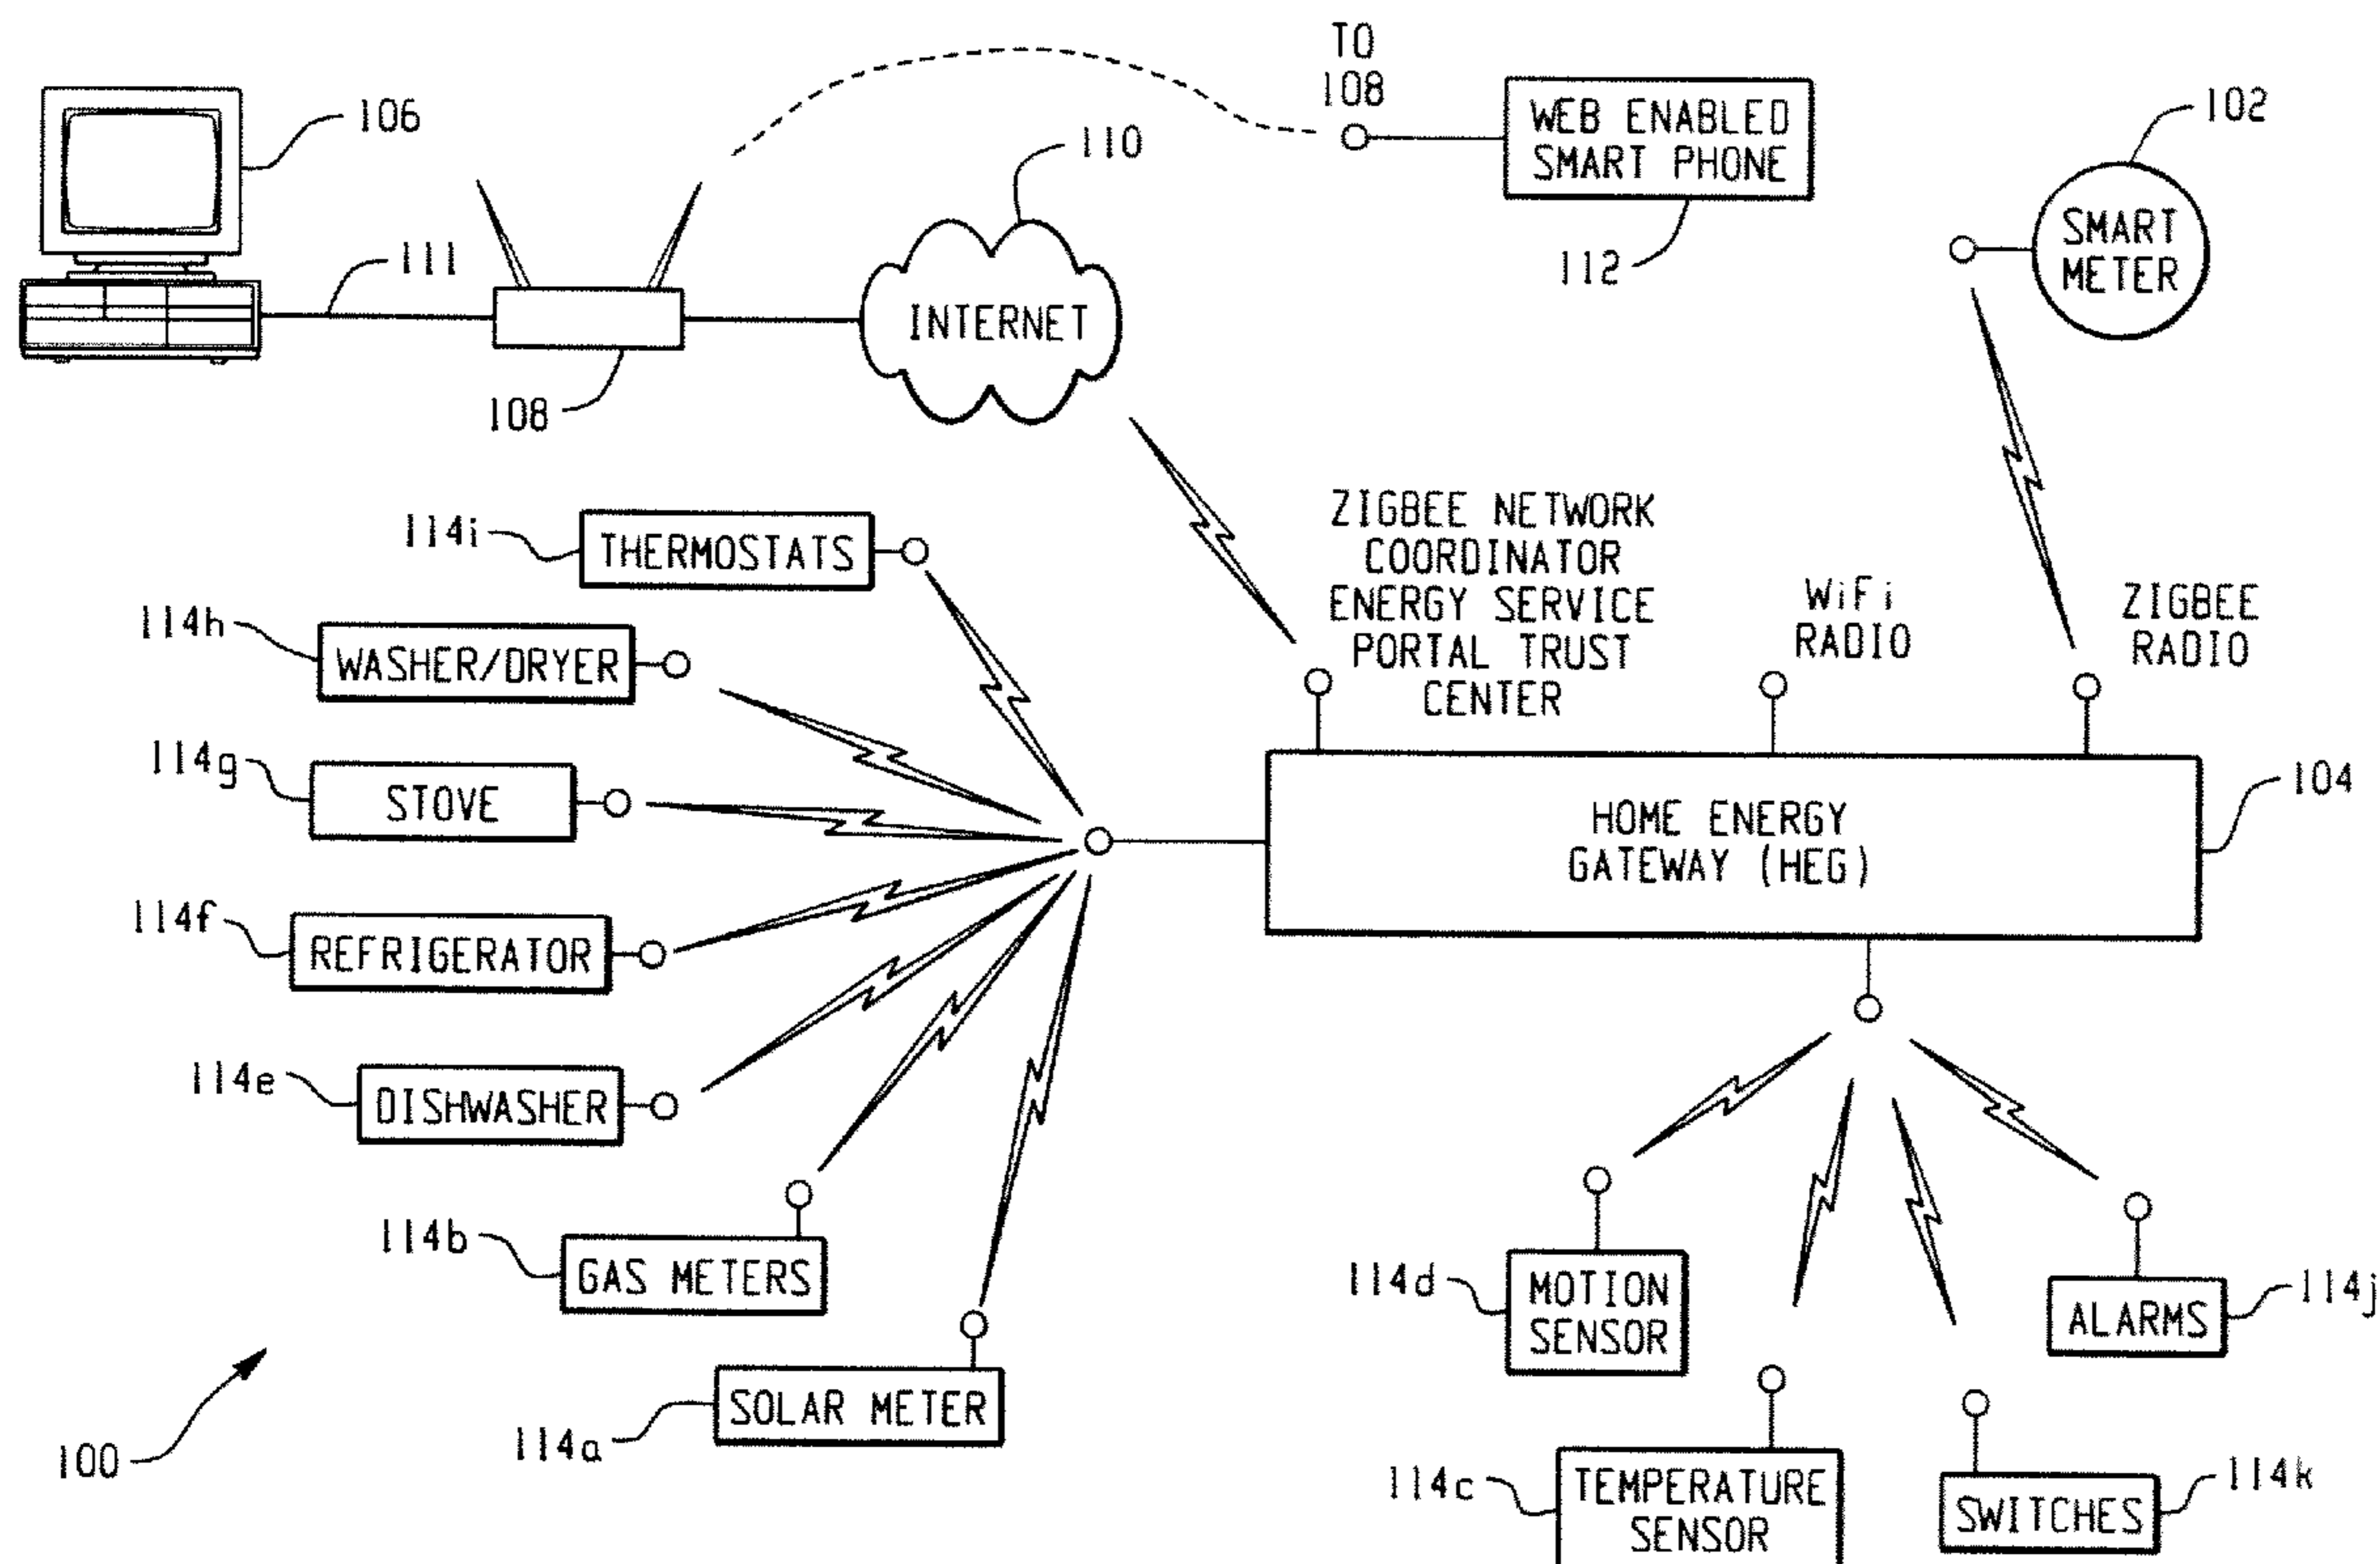 TO
108
WEB ENABLED
SMART PHONE
112
102
SMART
METER
106
111
108
110
INTERNET
ZIGBEE NETWORK
COORDINATOR
ENERGY SERVICE
PORTAL TRUST
CENTER
WiFi
RADIO
ZIGBEE
RADIO
114i
THERMOSTATS
114h
WASHER/DRYER
114g
STOVE
114f
REFRIGERATOR
114e
DISHWASHER
114b
GAS METERS
114a
SOLAR METER
100
HOME ENERGY
GATEWAY (HEG)
104
114d
MOTION
SENSOR
114j
ALARMS
114c
TEMPERATURE
SENSOR
114k
SWITCHES